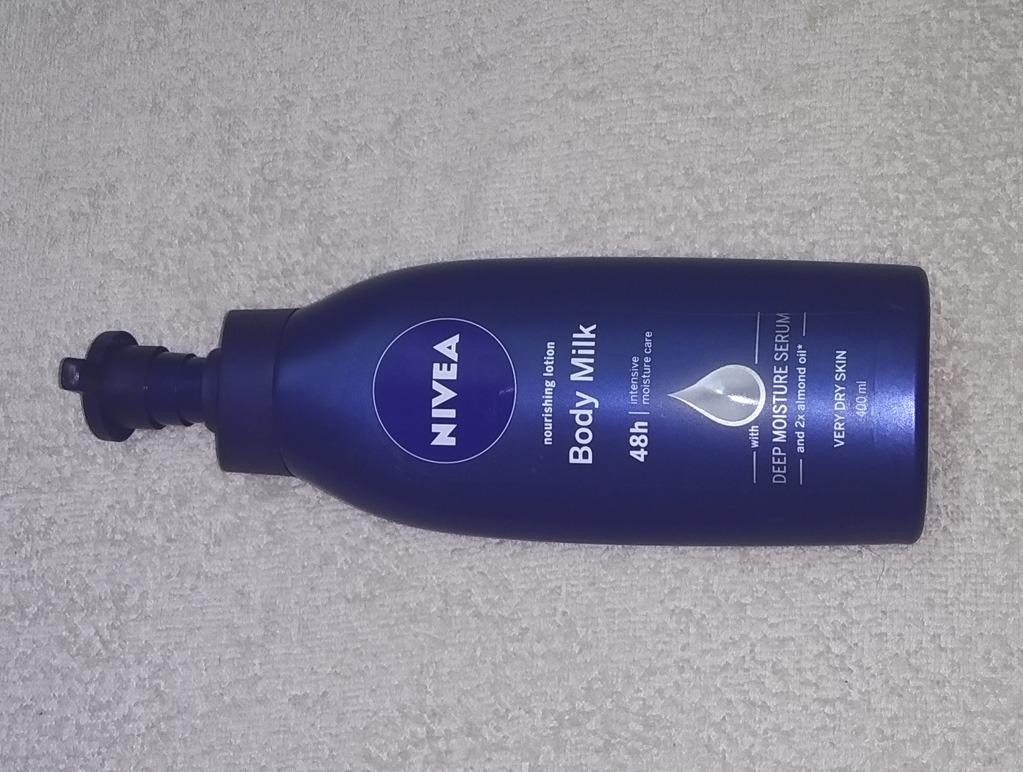 NIVEA
nourishing lotion
Body Milk
48h
intensive
moisture care
with
DEEP MOISTURE SERUM
and 2x almond oil*
VERY DRY SKIN
400 ml